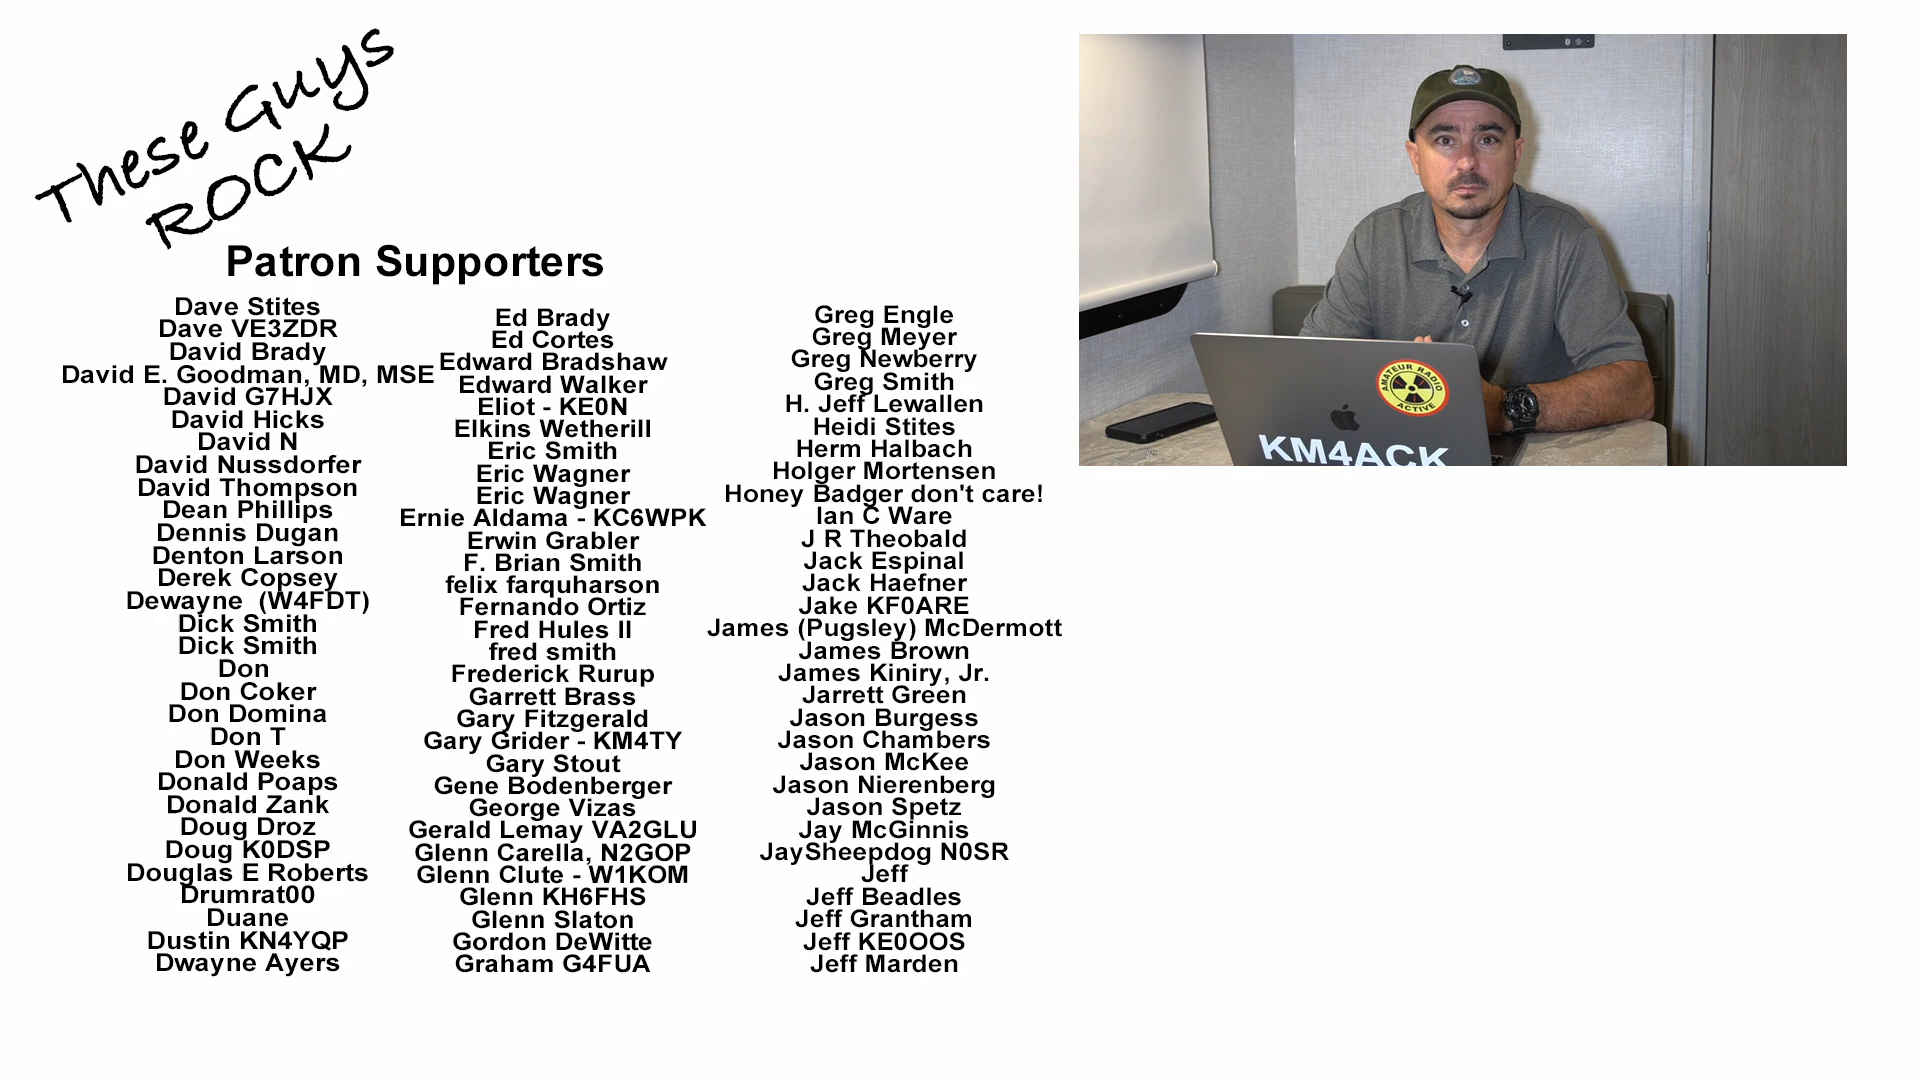 These Guys
ROCK
Patron Supporters
Dave Stites
Dave VE3ZDR
David Brady
David E. Goodman, MD, MSE
David G7HJX
David Hicks
David N
David Nussdorfer
David Thompson
Dean Phillips
Dennis Dugan
Denton Larson
Derek Copsey
Dewayne (W4FDT)
Dick Smith
Dick Smith
Don
Don Coker
Don Domina
Don T
Don Weeks
Donald Poaps
Donald Zank
Doug Droz
Doug K0DSP
Douglas E Roberts
Drumrat00
Duane
Dustin KN4YQP
Dwayne Ayers
Ed Brady
Ed Cortes
Edward Bradshaw
Edward Walker
Eliot - KE0N
Elkins Wetherill
Eric Smith
Eric Wagner
Eric Wagner
Ernie Aldama - KC6WPK
Erwin Grabler
F. Brian Smith
felix farquharson
Fernando Ortiz
Fred Hules II
fred smith
Frederick Rurup
Garrett Brass
Gary Fitzgerald
Gary Grider - KM4TY
Gary Stout
Gene Bodenberger
George Vizas
Gerald Lemay VA2GLU
Glenn Carella, N2GOP
Glenn Clute - W1KOM
Glenn KH6FHS
Glenn Slaton
Gordon DeWitte
Graham G4FUA
Greg Engle
Greg Meyer
Greg Newberry
Greg Smith
H. Jeff Lewallen
Heidi Stites
Herm Halbach
Holger Mortensen
Honey Badger don't care!
Ian C Ware
J R Theobald
Jack Espinal
Jack Haefner
Jake KF0ARE
James (Pugsley) McDermott
James Brown
James Kiniry, Jr.
Jarrett Green
Jason Burgess
Jason Chambers
Jason McKee
Jason Nierenberg
Jason Spetz
Jay McGinnis
JaySheepdog N0SR
Jeff
Jeff Beadles
Jeff Grantham
Jeff KE0OOS
Jeff Marden
AMATEUR RADIO
ACTIVE
KM4ACK